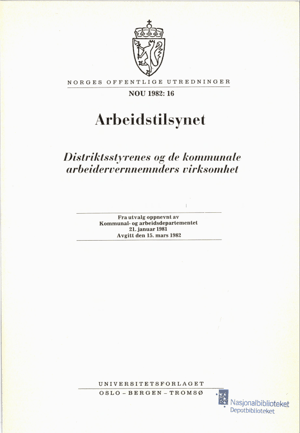 NORGES OFFENTLIGE UTREDNINGER
NOU 1982: 16
Arbeidstilsynet
Distriktsstyrenes og de kommunale
arbeidervernnemnders virksomhet
Fra utvalg oppnevnt av
Kommunal- og arbeidsdepartementet
21. januar 1981
Avgitt den 15. mars 1982
UNIVERSITETSFORLAGET
OSLO – BERGEN – TROMSØ
Nasjonalbiblioteket
Depotbiblioteket